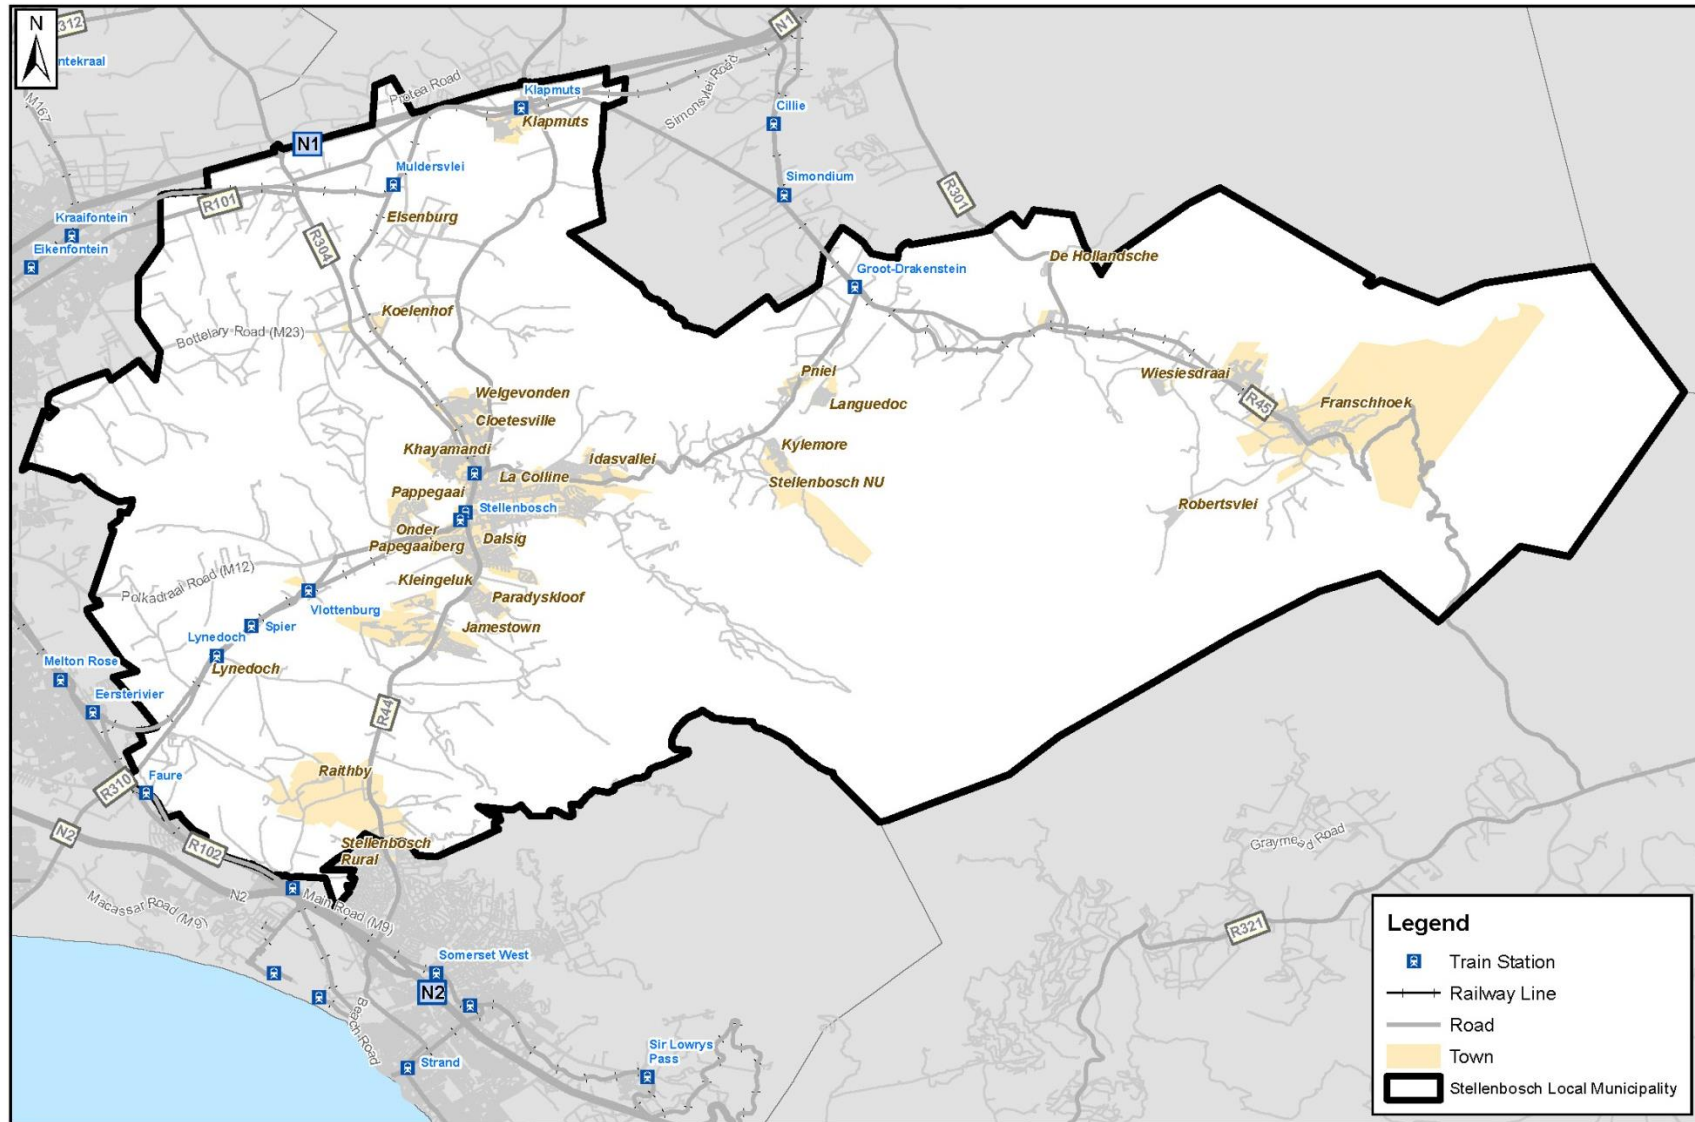 N
R312
ntekraal
M167
Protea Road
N1
Simonsvlei Road
Klapmuts
Klapmuts
Cillie
N1
Muldersvlei
Simondium
R101
R301
Kraaifontein
Eikenfontein
Elsenburg
R304
De Hollandsche
Groot-Drakenstein
Koelenhof
Bottelary Road (M23)
Pniel
Wiesiesdraai
Welgevonden
Languedoc
R45
Franschhoek
Cloetesville
Khayamandi
Idasvallei
Kylemore
La Colline
Stellenbosch NU
Pappegaai
Robertsvlei
Stellenbosch
Onder
Papegaaiberg
Dalsig
Polkadraai Road (M12)
Kleingeluk
Paradyskloof
Vlottenburg
Spier
Jamestown
Lynedoch
Lynedoch
Melton Rose
Eersterivier
R44
Raithby
Faure
R310
N2
R102
Stellenbosch
Rural
Graymead Road
N2
Main Road (M9)
Macassar Road (M9)
R321
Somerset West
N2
Beach Road
Strand
Sir Lowrys
Pass
Legend
Train Station
Railway Line
Road
Town
Stellenbosch Local Municipality